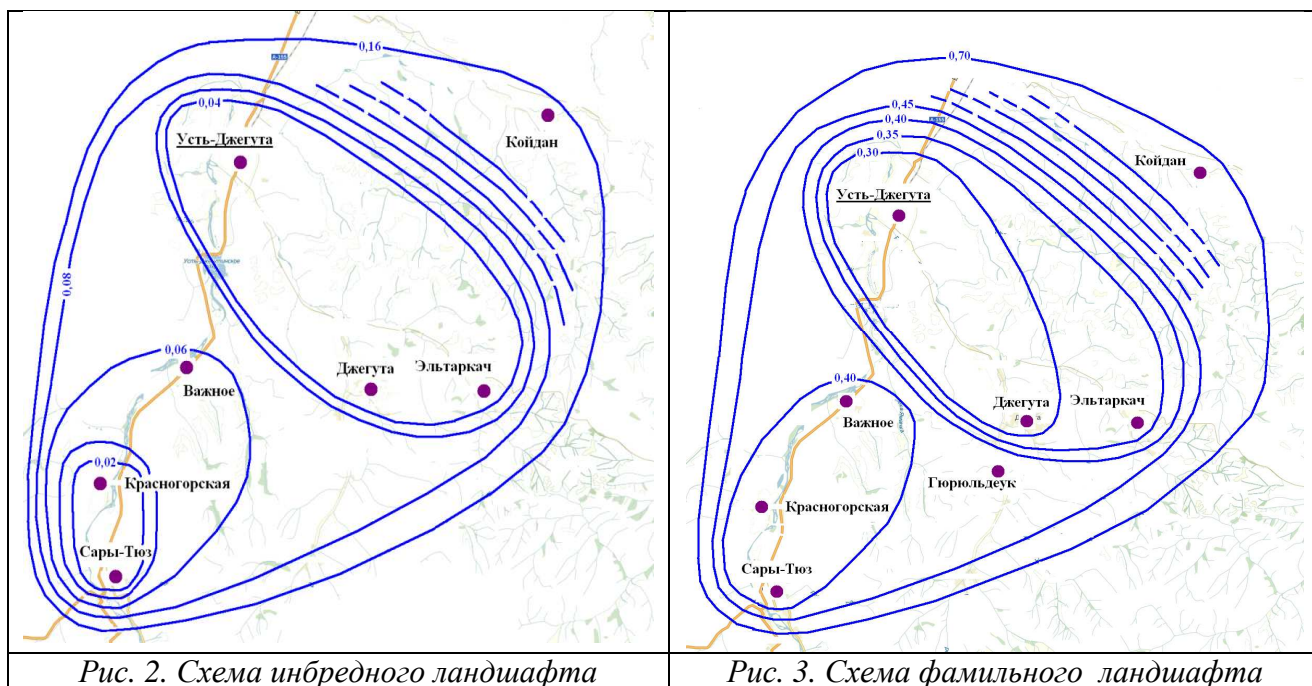 0,16
А-155
0,04
Усть-Джегута
Койдан
0,08
0,06
Важное
Джегута
Эльтаркач
0,02
Красногорская
Сары-Тюз
Рис. 2. Схема инбредного ландшафта
0,70
0,45
0,40
0,35
0,30
Койдан
Усть-Джегута
0,40
Важное
Джегута
Эльтаркач
Гюрюльдеук
Красногорская
Сары-Тюз
Рис. 3. Схема фамильного ландшафта